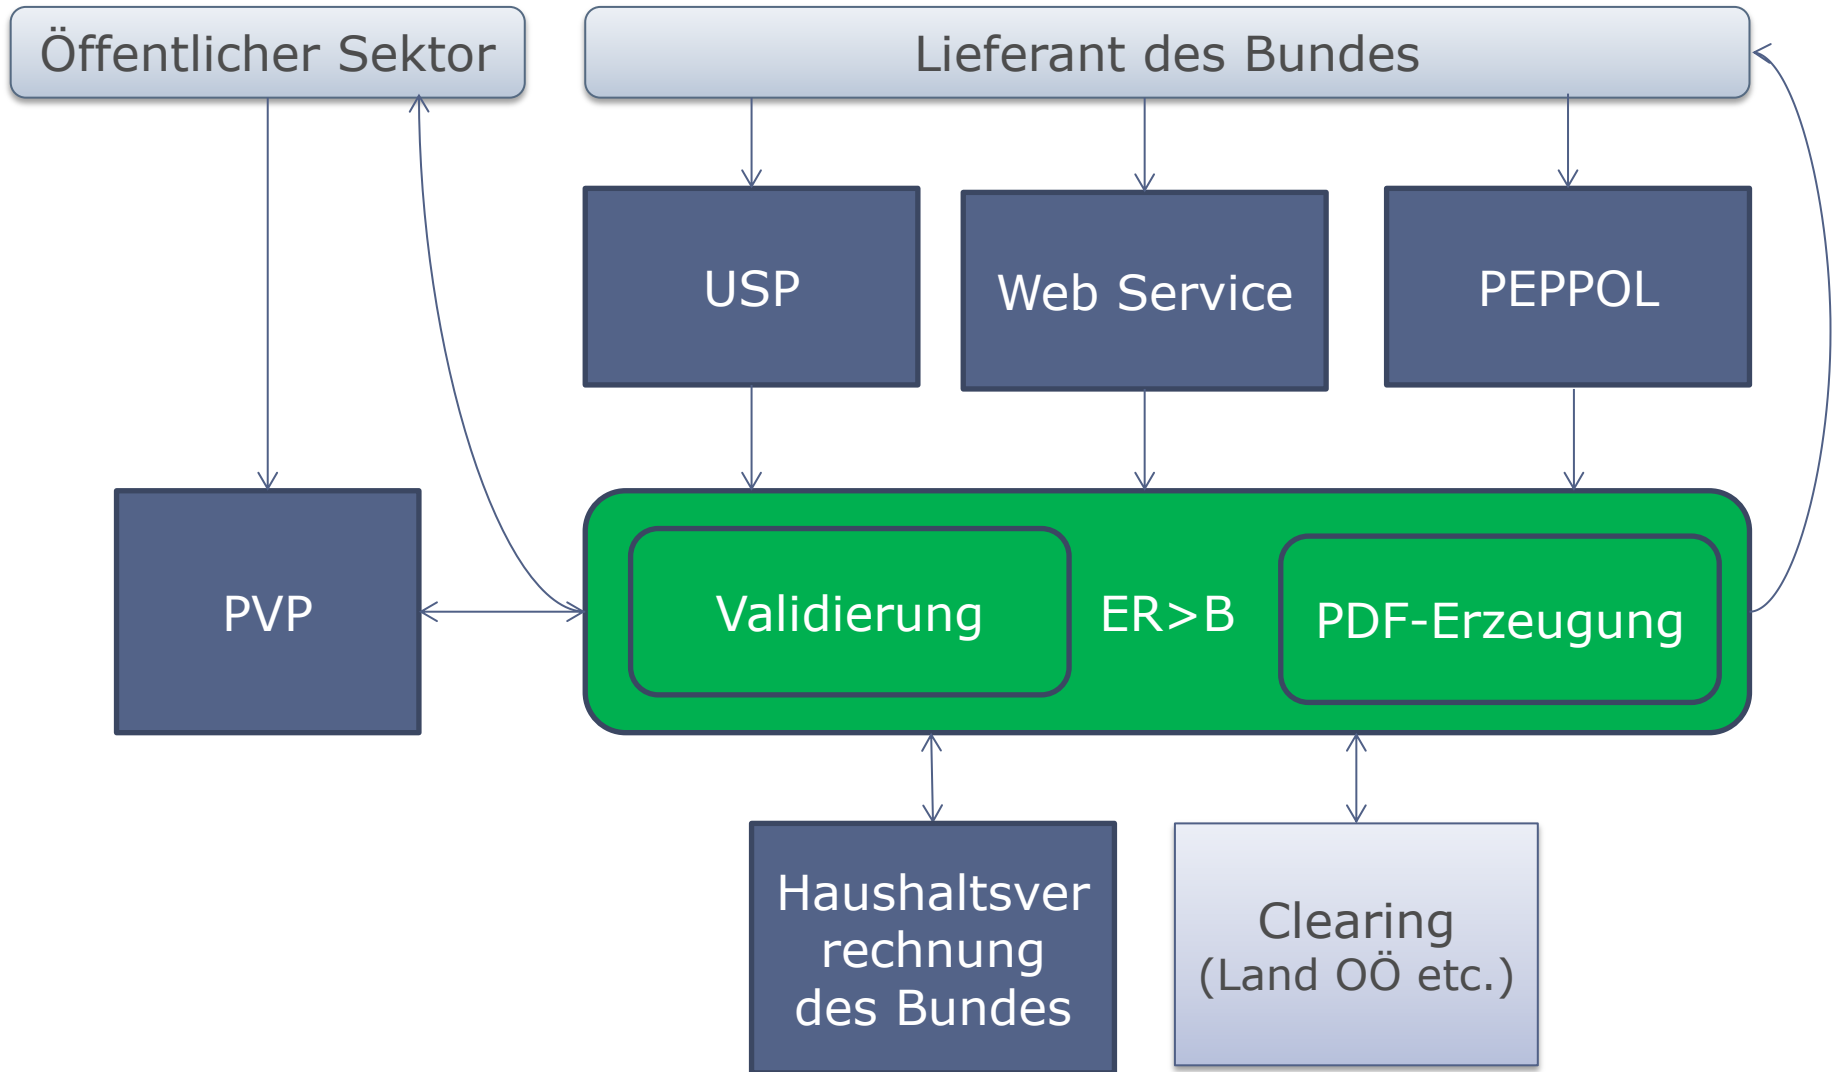 Öffentlicher Sektor
Lieferant des Bundes
USP
Web Service
PEPPOL
PVP
Validierung
ER>B
PDF-Erzeugung
Haushaltsver
rechnung
des Bundes
Clearing
(Land OÖ etc.)